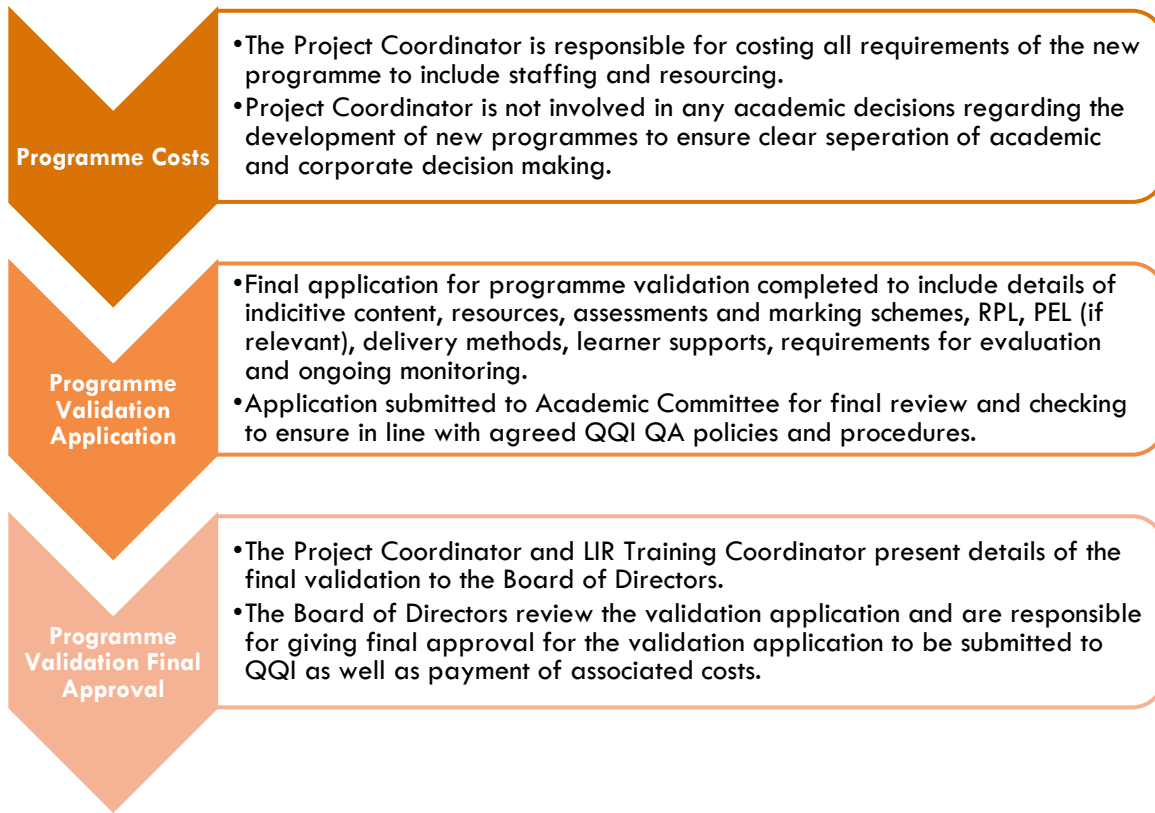 Programme Costs
•The Project Coordinator is responsible for costing all requirements of the new
programme to include staffing and resourcing.
•Project Coordinator is not involved in any academic decisions regarding the
development of new programmes to ensure clear seperation of academic
and corporate decision making.
Programme
Validation
Application
•Final application for programme validation completed to include details of
indicitive content, resources, assessments and marking schemes, RPL, PEL (if
relevant), delivery methods, learner supports, requirements for evaluation
and ongoing monitoring.
•Application submitted to Academic Committee for final review and checking
to ensure in line with agreed QQI QA policies and procedures.
Programme
Validation Final
Approval
•The Project Coordinator and LIR Training Coordinator present details of the
final validation to the Board of Directors.
•The Board of Directors review the validation application and are responsible
for giving final approval for the validation application to be submitted to
QQI as well as payment of associated costs.